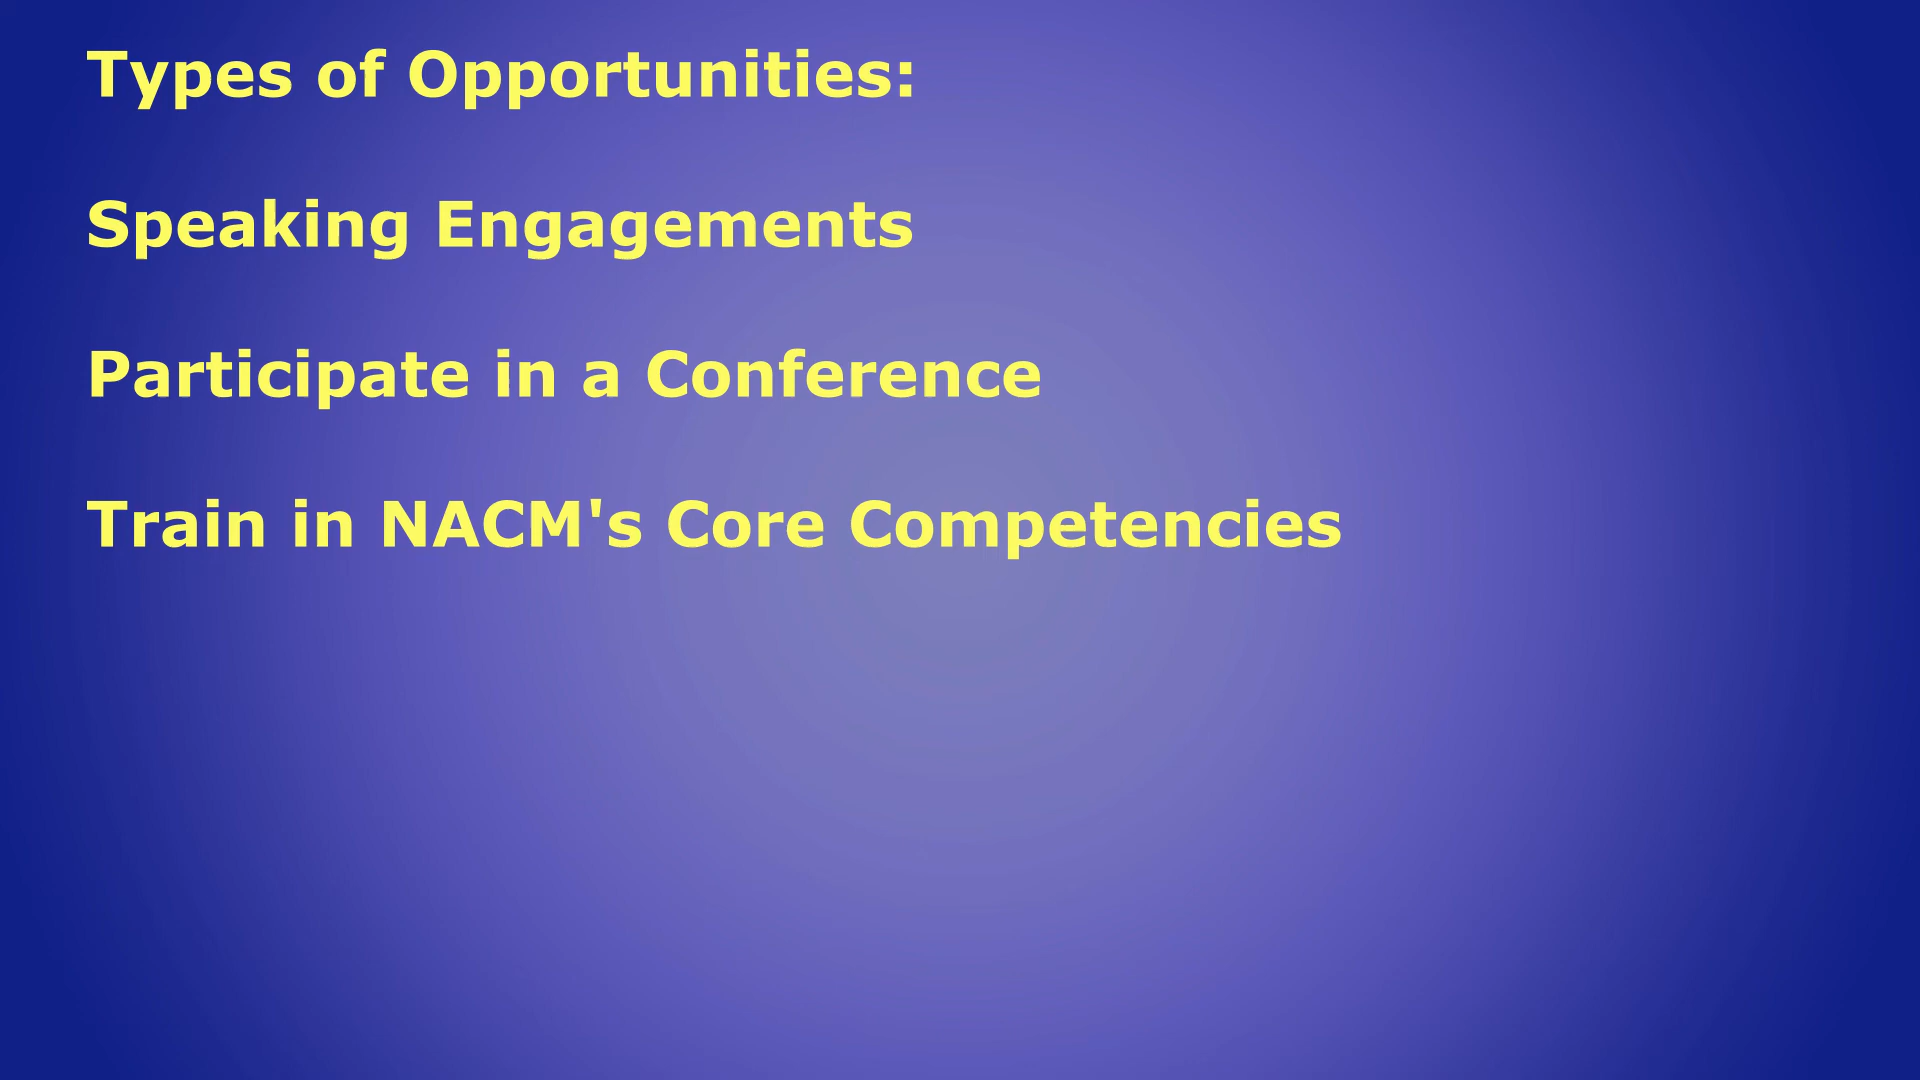 Types of Opportunities:
Speaking Engagements
Participate in a Conference
Train in NACM's Core Competencies